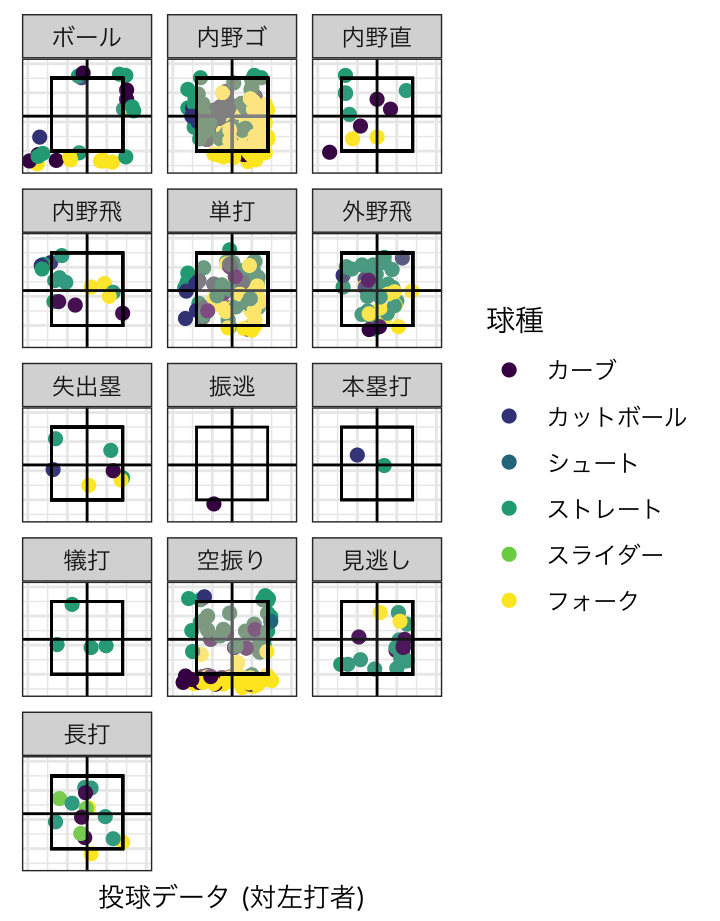 ボール
内野ゴ
内野直
内野飛
単打
外野飛
失出塁
振逃
本塁打
犠打
空振り
見逃し
長打
球種
カーブ
カットボール
シュート
ストレート
スライダー
フォーク
投球データ (対左打者)